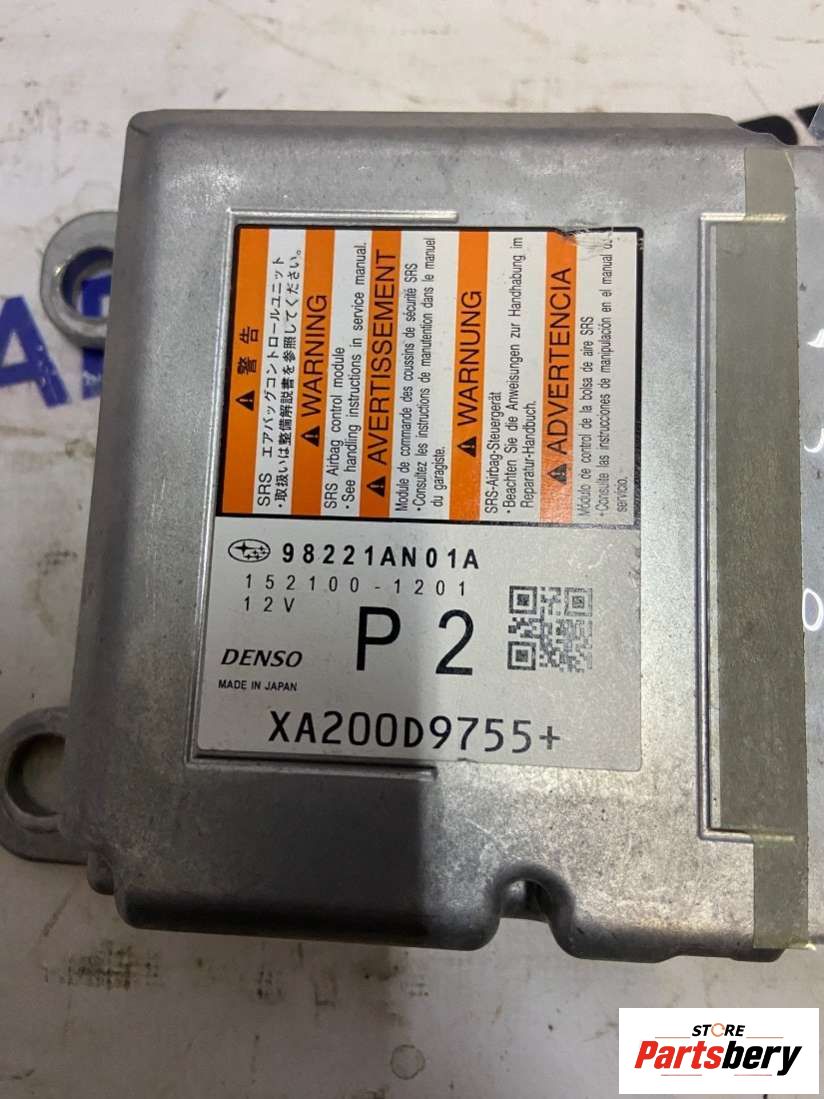 警告
SRS エアバッグコントロールユニット
・取扱いは整備解説書を参照してください。
WARNING
SRS Airbag control module
・See handling instructions in service manual.
AVERTISSEMENT
Module de commande des coussins de sécurité SRS
・Consultez les instructions de manutention dans le manuel
du garagiste.
WARNUNG
SRS-Airbag-Steuergerät
・Beachten Sie die Anweisungen zur Handhabung im
Reparatur-Handbuch.
ADVERTENCIA
Módulo de control de la bolsa de aire SRS
・Consulte las instrucciones de manipulación en el manual de
servicio.
98221AN01A
152100-1201
12V
P2
DENSO
MADE IN JAPAN
XA200D9755+
STORE
Partsbery